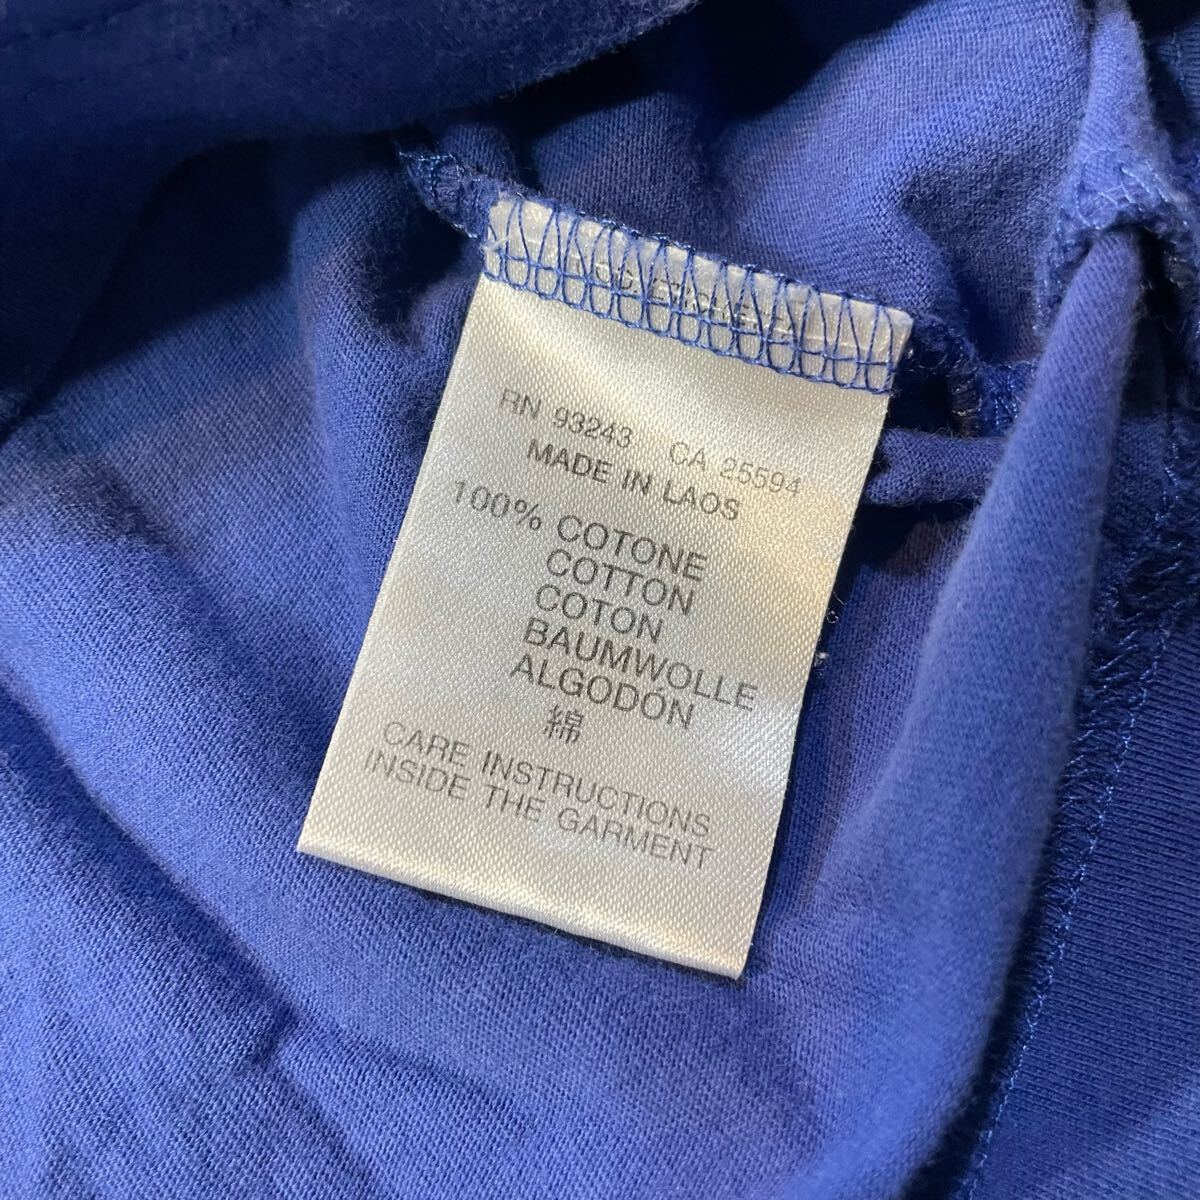 RN 93243 CA 25594
MADE IN LAOS
100% COTONE
COTTON
COTON
BAUMWOLLE
ALGODÓN
綿
CARE INSTRUCTIONS
INSIDE THE GARMENT